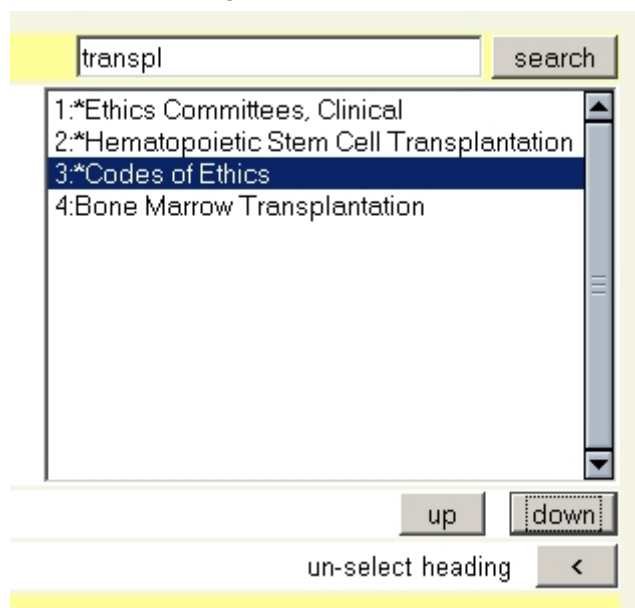 transpl search
1:*Ethics Committees, Clinical
2:*Hematopoietic Stem Cell Transplantation
3:*Codes of Ethics
4:Bone Marrow Transplantation
up down
un-select heading <